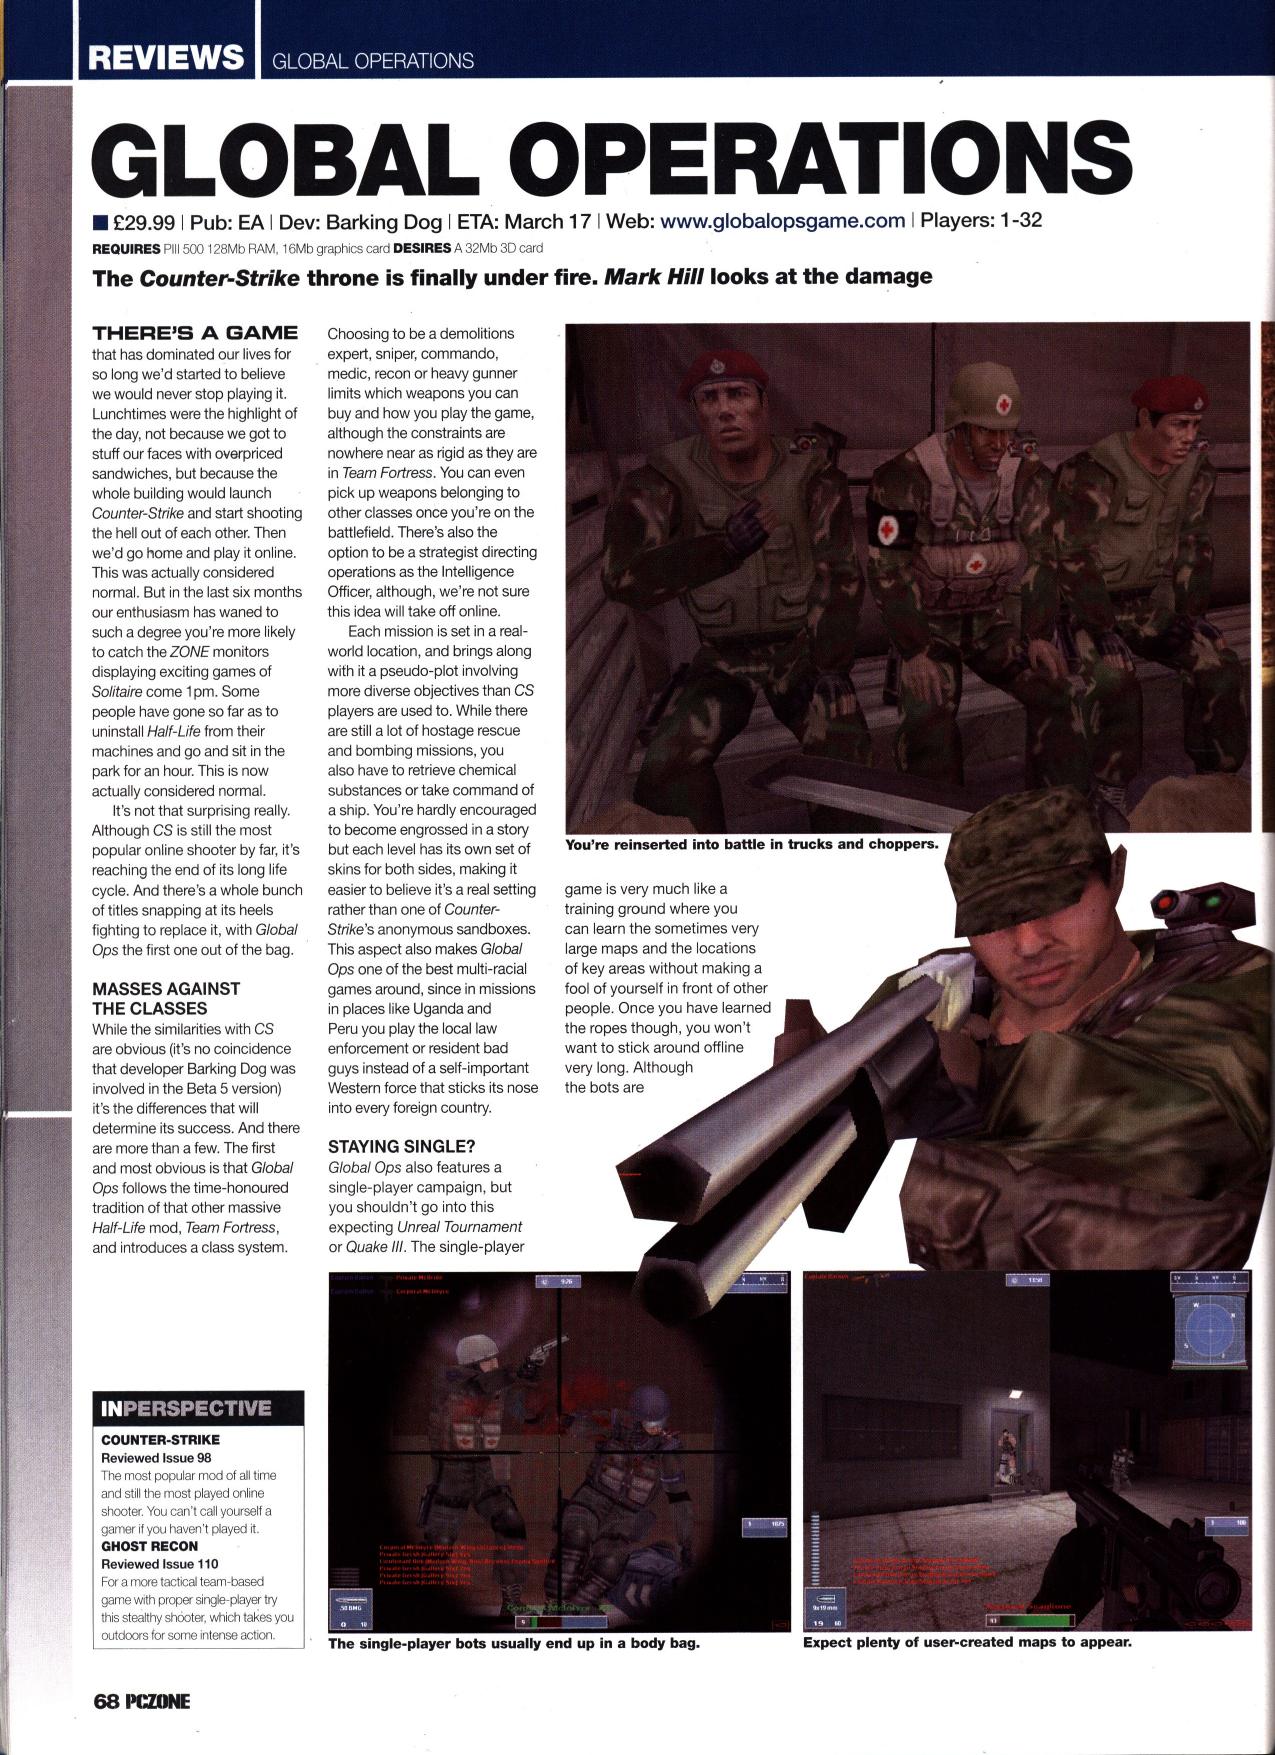 REVIEWS
GLOBAL OPERATIONS
GLOBAL OPERATIONS
£29.99 | Pub: EA | Dev: Barking Dog | ETA: March 17 | Web: www.globalopsgame.com | Players: 1-32
REQUIRES PIII 500 128Mb RAM, 16Mb graphics card DESIRES A 32Mb 3D card
The Counter-Strike throne is finally under fire. Mark Hill looks at the damage
THERE'S A GAME
that has dominated our lives for
so long we'd started to believe
we would never stop playing it.
Lunchtimes were the highlight of
the day, not because we got to
stuff our faces with overpriced
sandwiches, but because the
whole building would launch
Counter-Strike and start shooting
the hell out of each other. Then
we'd go home and play it online.
This was actually considered
normal. But in the last six months
our enthusiasm has waned to
such a degree you're more likely
to catch the ZONE monitors
displaying exciting games of
Solitaire come 1pm. Some
people have gone so far as to
uninstall Half-Life from their
machines and go and sit in the
park for an hour. This is now
actually considered normal.
It's not that surprising really.
Although CS is still the most
popular online shooter by far, it's
reaching the end of its long life
cycle. And there's a whole bunch
of titles snapping at its heels
fighting to replace it, with Global
Ops the first one out of the bag.
MASSES AGAINST
THE CLASSES
While the similarities with CS
are obvious (it's no coincidence
that developer Barking Dog was
involved in the Beta 5 version)
it's the differences that will
determine its success. And there
are more than a few. The first
and most obvious is that Global
Ops follows the time-honoured
tradition of that other massive
Half-Life mod, Team Fortress,
and introduces a class system.
Choosing to be a demolitions
expert, sniper, commando,
medic, recon or heavy gunner
limits which weapons you can
buy and how you play the game,
although the constraints are
nowhere near as rigid as they are
in Team Fortress. You can even
pick up weapons belonging to
other classes once you're on the
battlefield. There's also the
option to be a strategist directing
operations as the Intelligence
Officer, although, we're not sure
this idea will take off online.
Each mission is set in a real-
world location, and brings along
with it a pseudo-plot involving
more diverse objectives than CS
players are used to. While there
are still a lot of hostage rescue
and bombing missions, you
also have to retrieve chemical
substances or take command of
a ship. You're hardly encouraged
to become engrossed in a story
but each level has its own set of
skins for both sides, making it
easier to believe it's a real setting
rather than one of Counter-
Strike's anonymous sandboxes.
This aspect also makes Global
Ops one of the best multi-racial
games around, since in missions
in places like Uganda and
Peru you play the local law
enforcement or resident bad
guys instead of a self-important
Western force that sticks its nose
into every foreign country.
STAYING SINGLE?
Global Ops also features a
single-player campaign, but
you shouldn't go into this
expecting Unreal Tournament
or Quake III. The single-player
You're reinserted into battle in trucks and choppers.
game is very much like a
training ground where you
can learn the sometimes very
large maps and the locations
of key areas without making a
fool of yourself in front of other
people. Once you have learned
the ropes though, you won't
want to stick around offline
very long. Although
the bots are
INPERSPECTIVE
COUNTER-STRIKE
Reviewed Issue 98
The most popular mod of all time
and still the most played online
shooter. You can't call yourself a
gamer if you haven't played it.
GHOST RECON
Reviewed Issue 110
For a more tactical team-based
game with proper single-player try
this stealthy shooter, which takes you
outdoors for some intense action.
Private McBride
Corporal McIntyre
9:26
1075
.50 BMG
0 10
The single-player bots usually end up in a body bag.
13:50
100
9x19 mm
19 60
Expect plenty of user-created maps to appear.
68 PCZONE